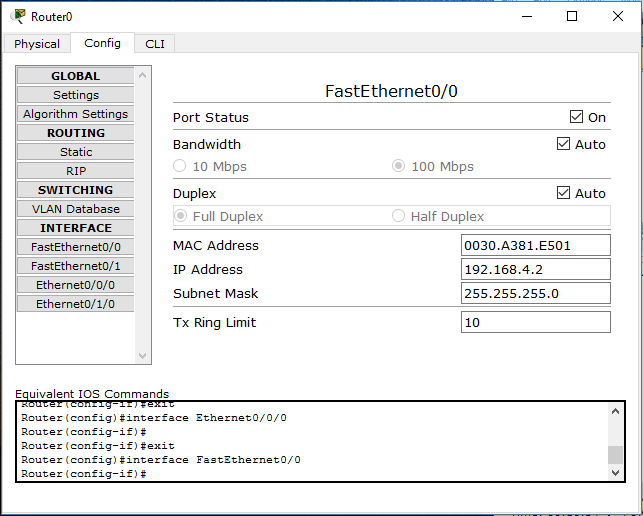 Router0
Physical Config CLI
GLOBAL
Settings
Algorithm Settings
ROUTING
Static
RIP
SWITCHING
VLAN Database
INTERFACE
FastEthernet0/0
FastEthernet0/1
Ethernet0/0/0
Ethernet0/1/0
FastEthernet0/0
Port Status On
Bandwidth Auto
10 Mbps 100 Mbps
Duplex Auto
Full Duplex Half Duplex
MAC Address 0030.A381.E501
IP Address 192.168.4.2
Subnet Mask 255.255.255.0
Tx Ring Limit 10
Equivalent IOS Commands
Router(config-if)#exit
Router(config)#interface Ethernet0/0/0
Router(config-if)#
Router(config-if)#exit
Router(config)#interface FastEthernet0/0
Router(config-if)#